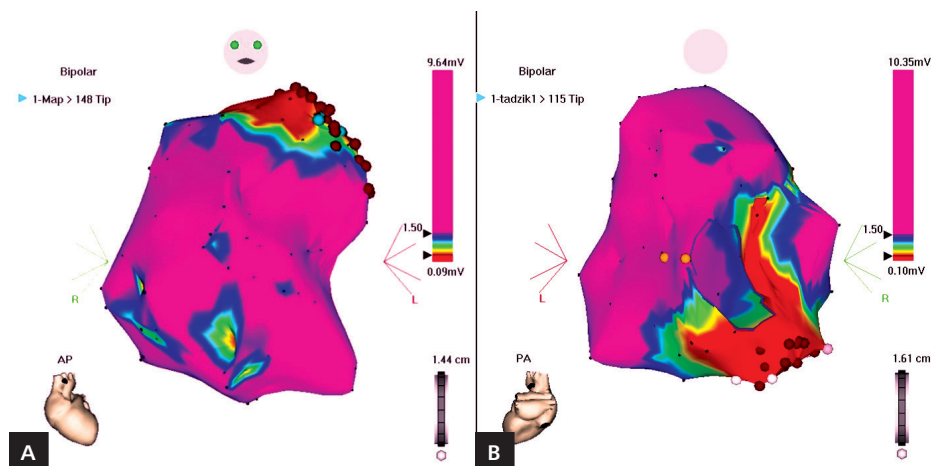 Bipolar
1-Map > 148 Tip
9.64mV
1.50
0.09mV
R
L
AP
1.44 cm
A
Bipolar
1-tadzik1 > 115 Tip
10.35mV
1.50
0.10mV
L
R
PA
1.61 cm
B